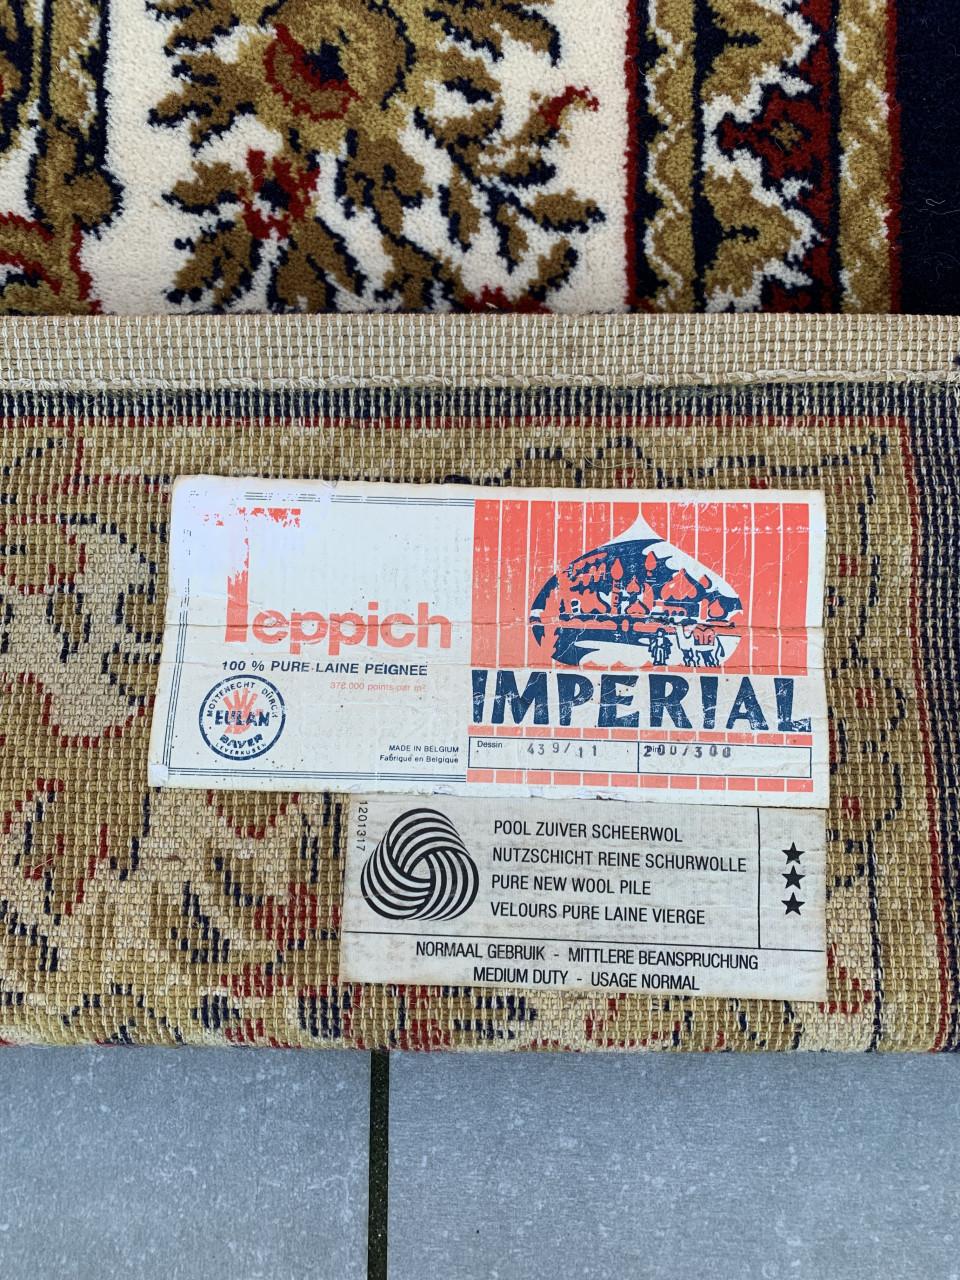 Teppich
100 % PURE LAINE PEIGNEE
372.000 points par m²
MOTTENECHT DURCH
EULAN
BAYER
LEVERKUSEN
MADE IN BELGIUM
Fabriqué en Belgique
IMPERIAL
Dessin 439/11
200/300
1201317
POOL ZUIVER SCHEERWOL
NUTZSCHICHT REINE SCHURWOLLE
PURE NEW WOOL PILE
VELOURS PURE LAINE VIERGE
NORMAAL GEBRUIK - MITTLERE BEANSPRUCHUNG
MEDIUM DUTY - USAGE NORMAL